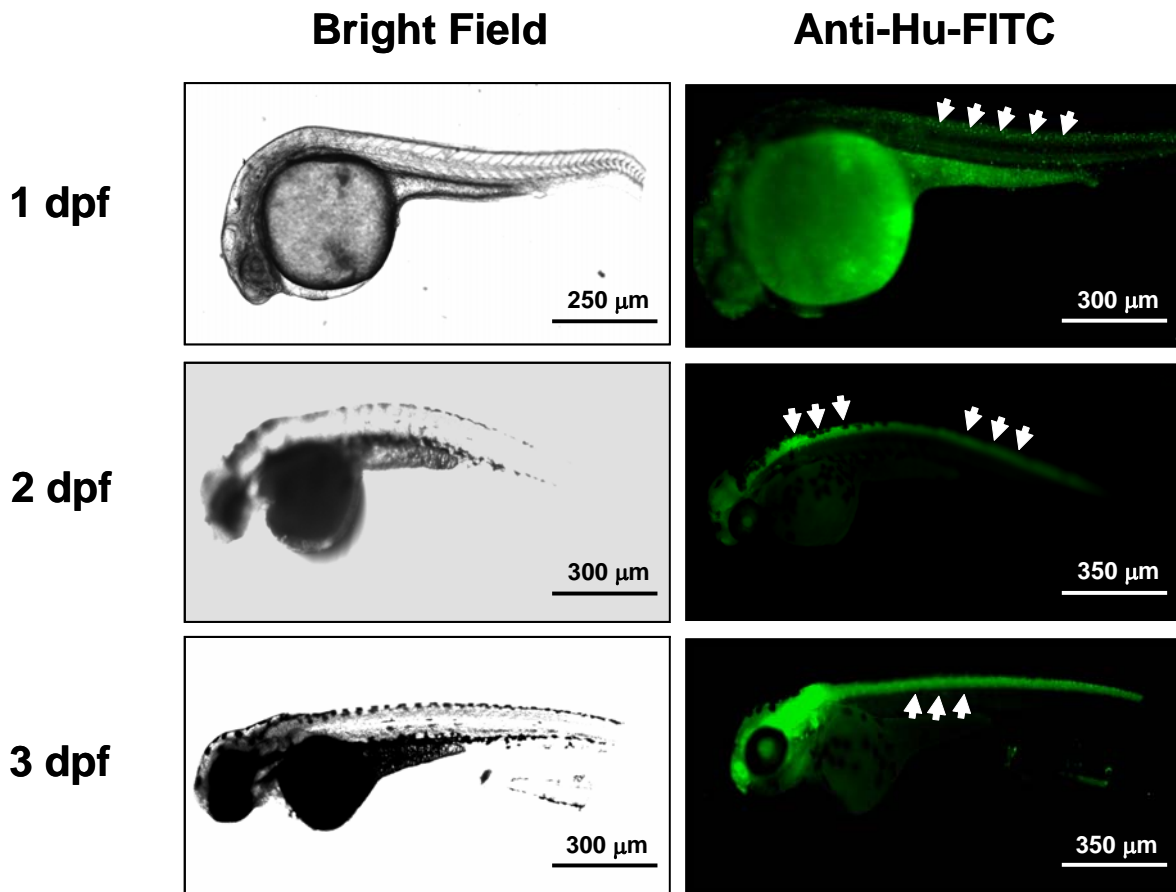 Bright Field
Anti-Hu-FITC
1 dpf
250 μm
300 μm
2 dpf
300 μm
350 μm
3 dpf
300 μm
350 μm